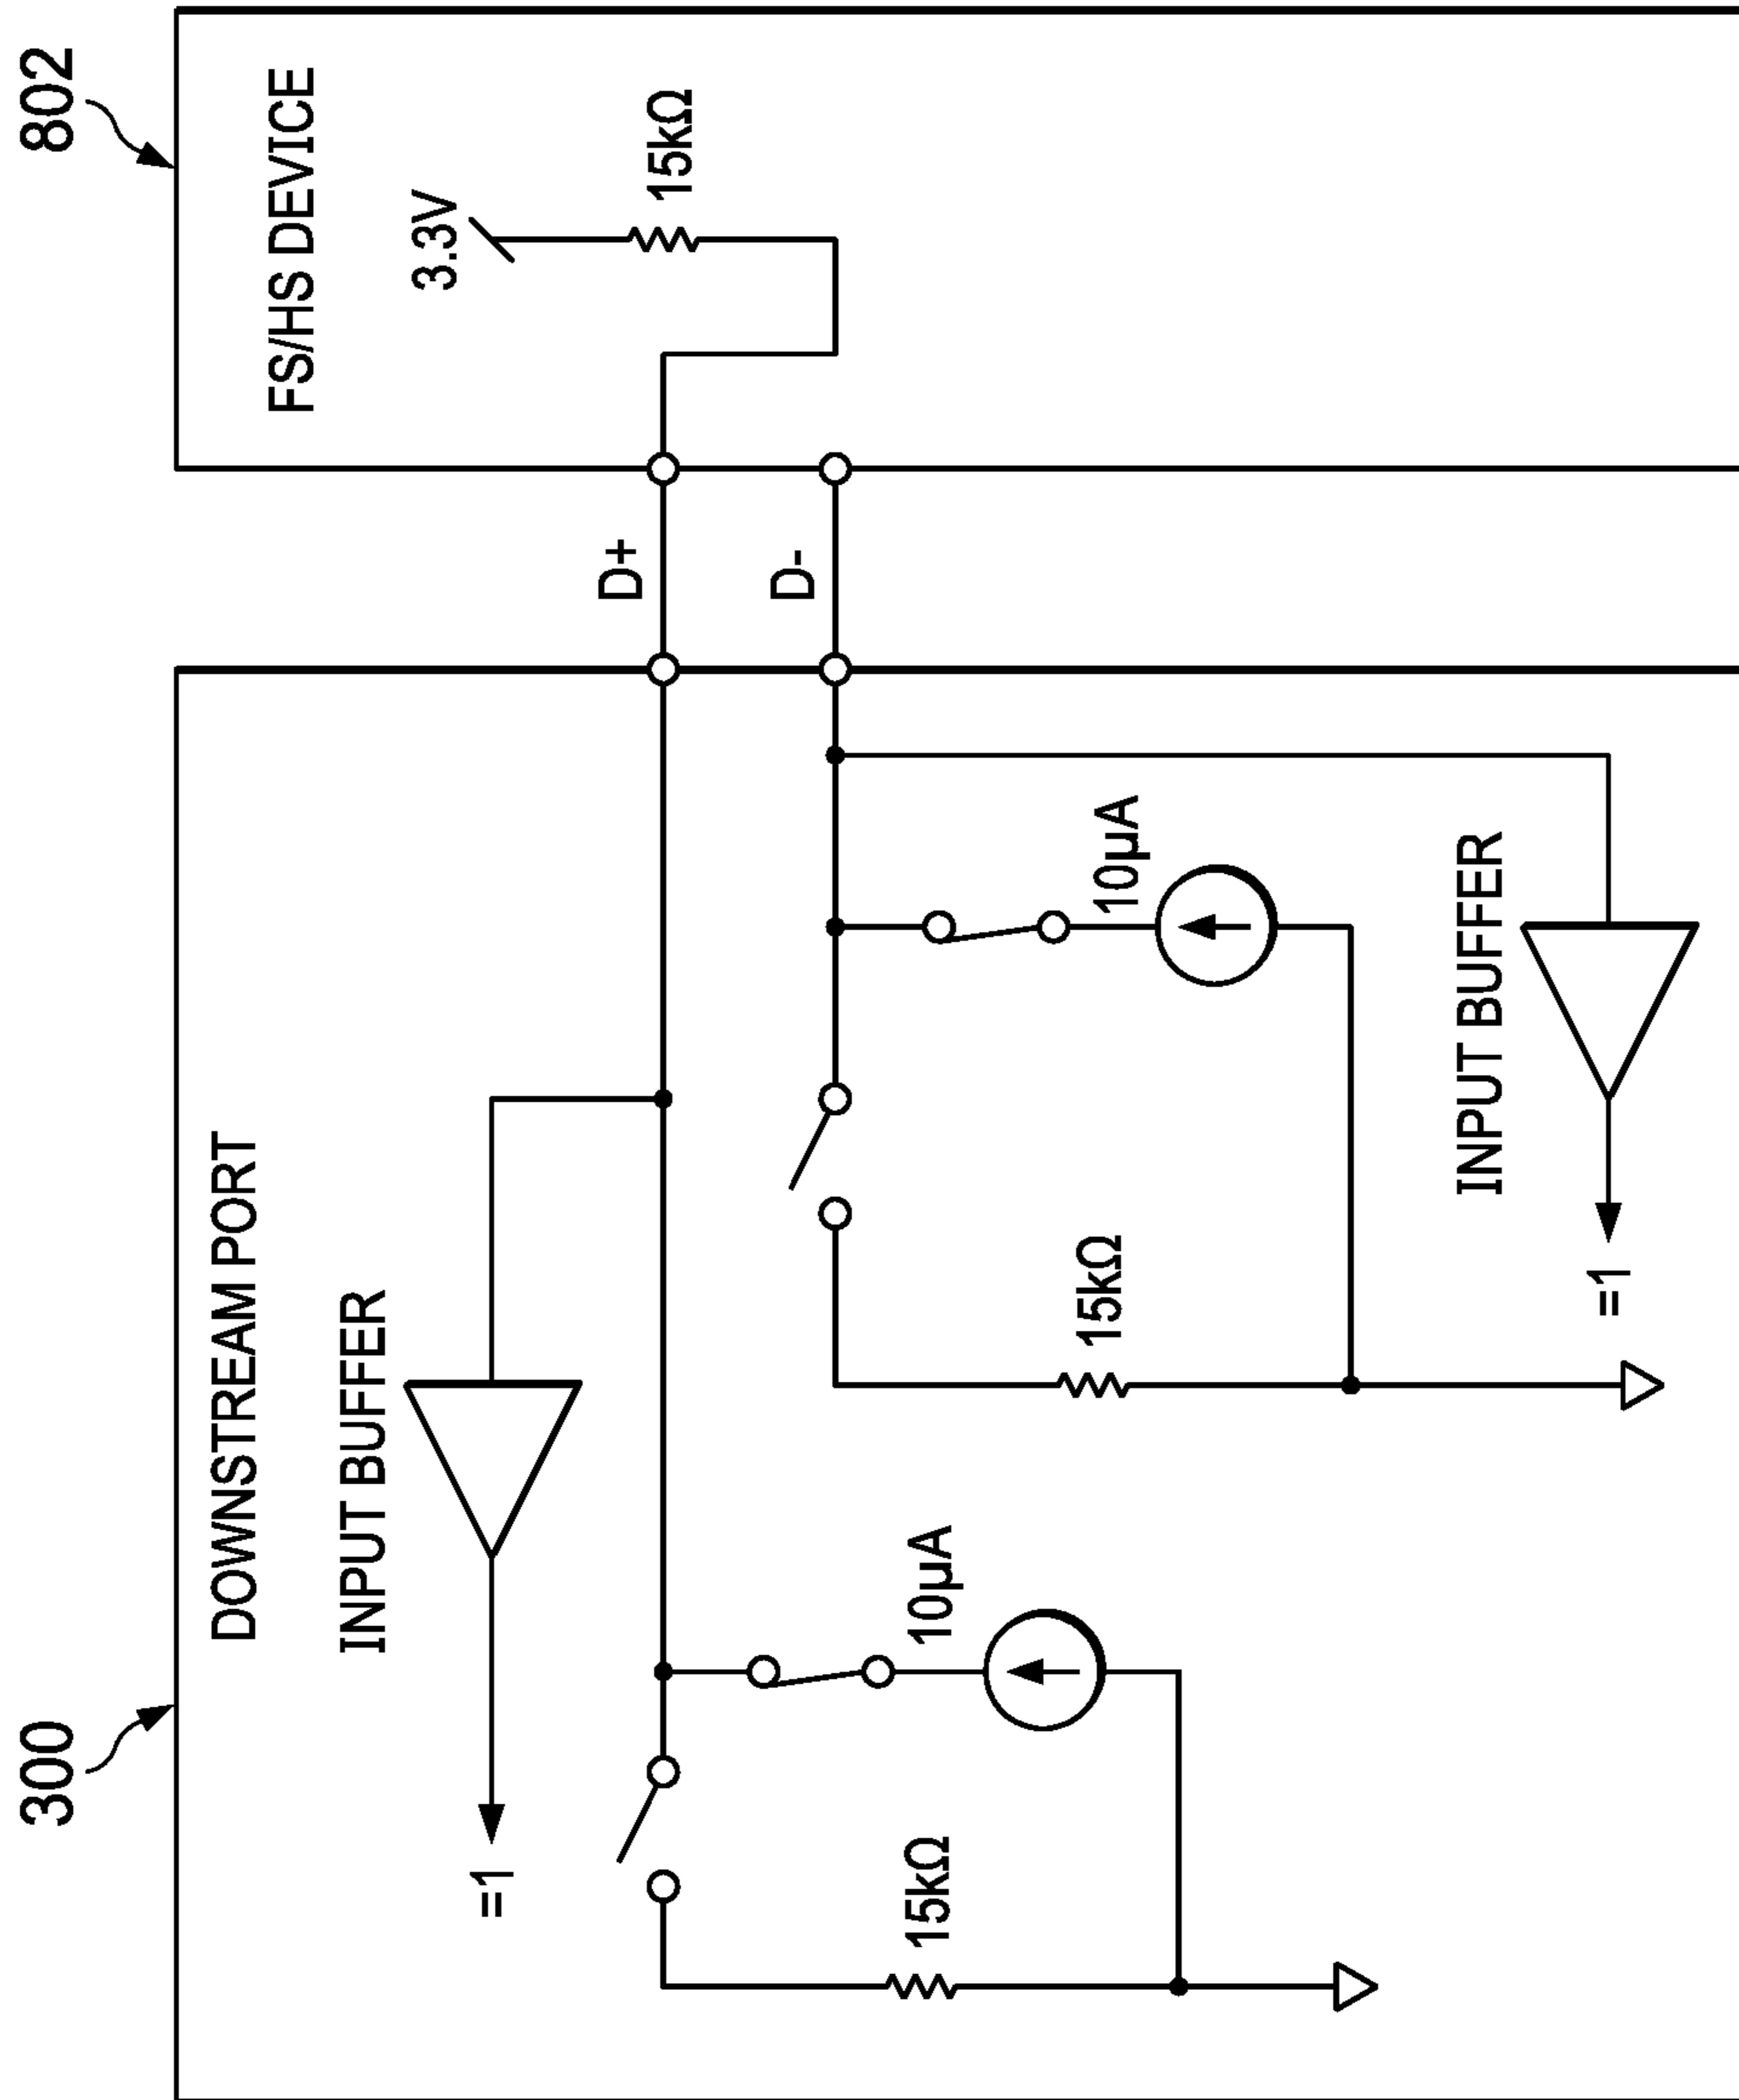 300
802
DOWNSTREAM PORT
FS/HS DEVICE
INPUT BUFFER
3.3V
=1
D+
15kΩ
D-
15kΩ
10µA
15kΩ
10µA
INPUT BUFFER
=1